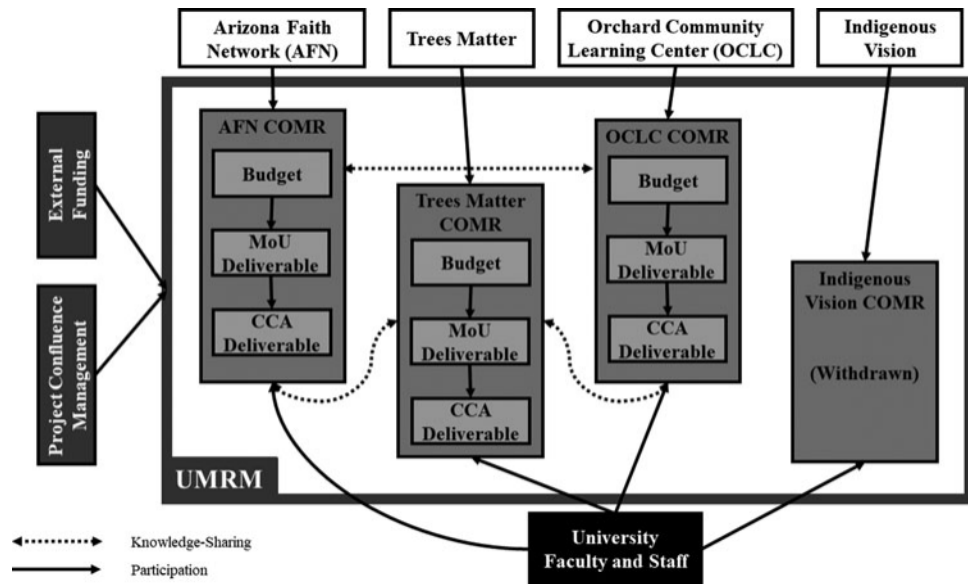 Arizona Faith
Network (AFN)
Trees Matter
Orchard Community
Learning Center (OCLC)
Indigenous
Vision
External
Funding
Project Confluence
Management
AFN COMR
Budget
MoU
Deliverable
CCA
Deliverable
Trees Matter
COMR
Budget
MoU
Deliverable
CCA
Deliverable
OCLC COMR
Budget
MoU
Deliverable
CCA
Deliverable
Indigenous
Vision COMR
(Withdrawn)
UMRM
University
Faculty and Staff
Knowledge-Sharing
Participation